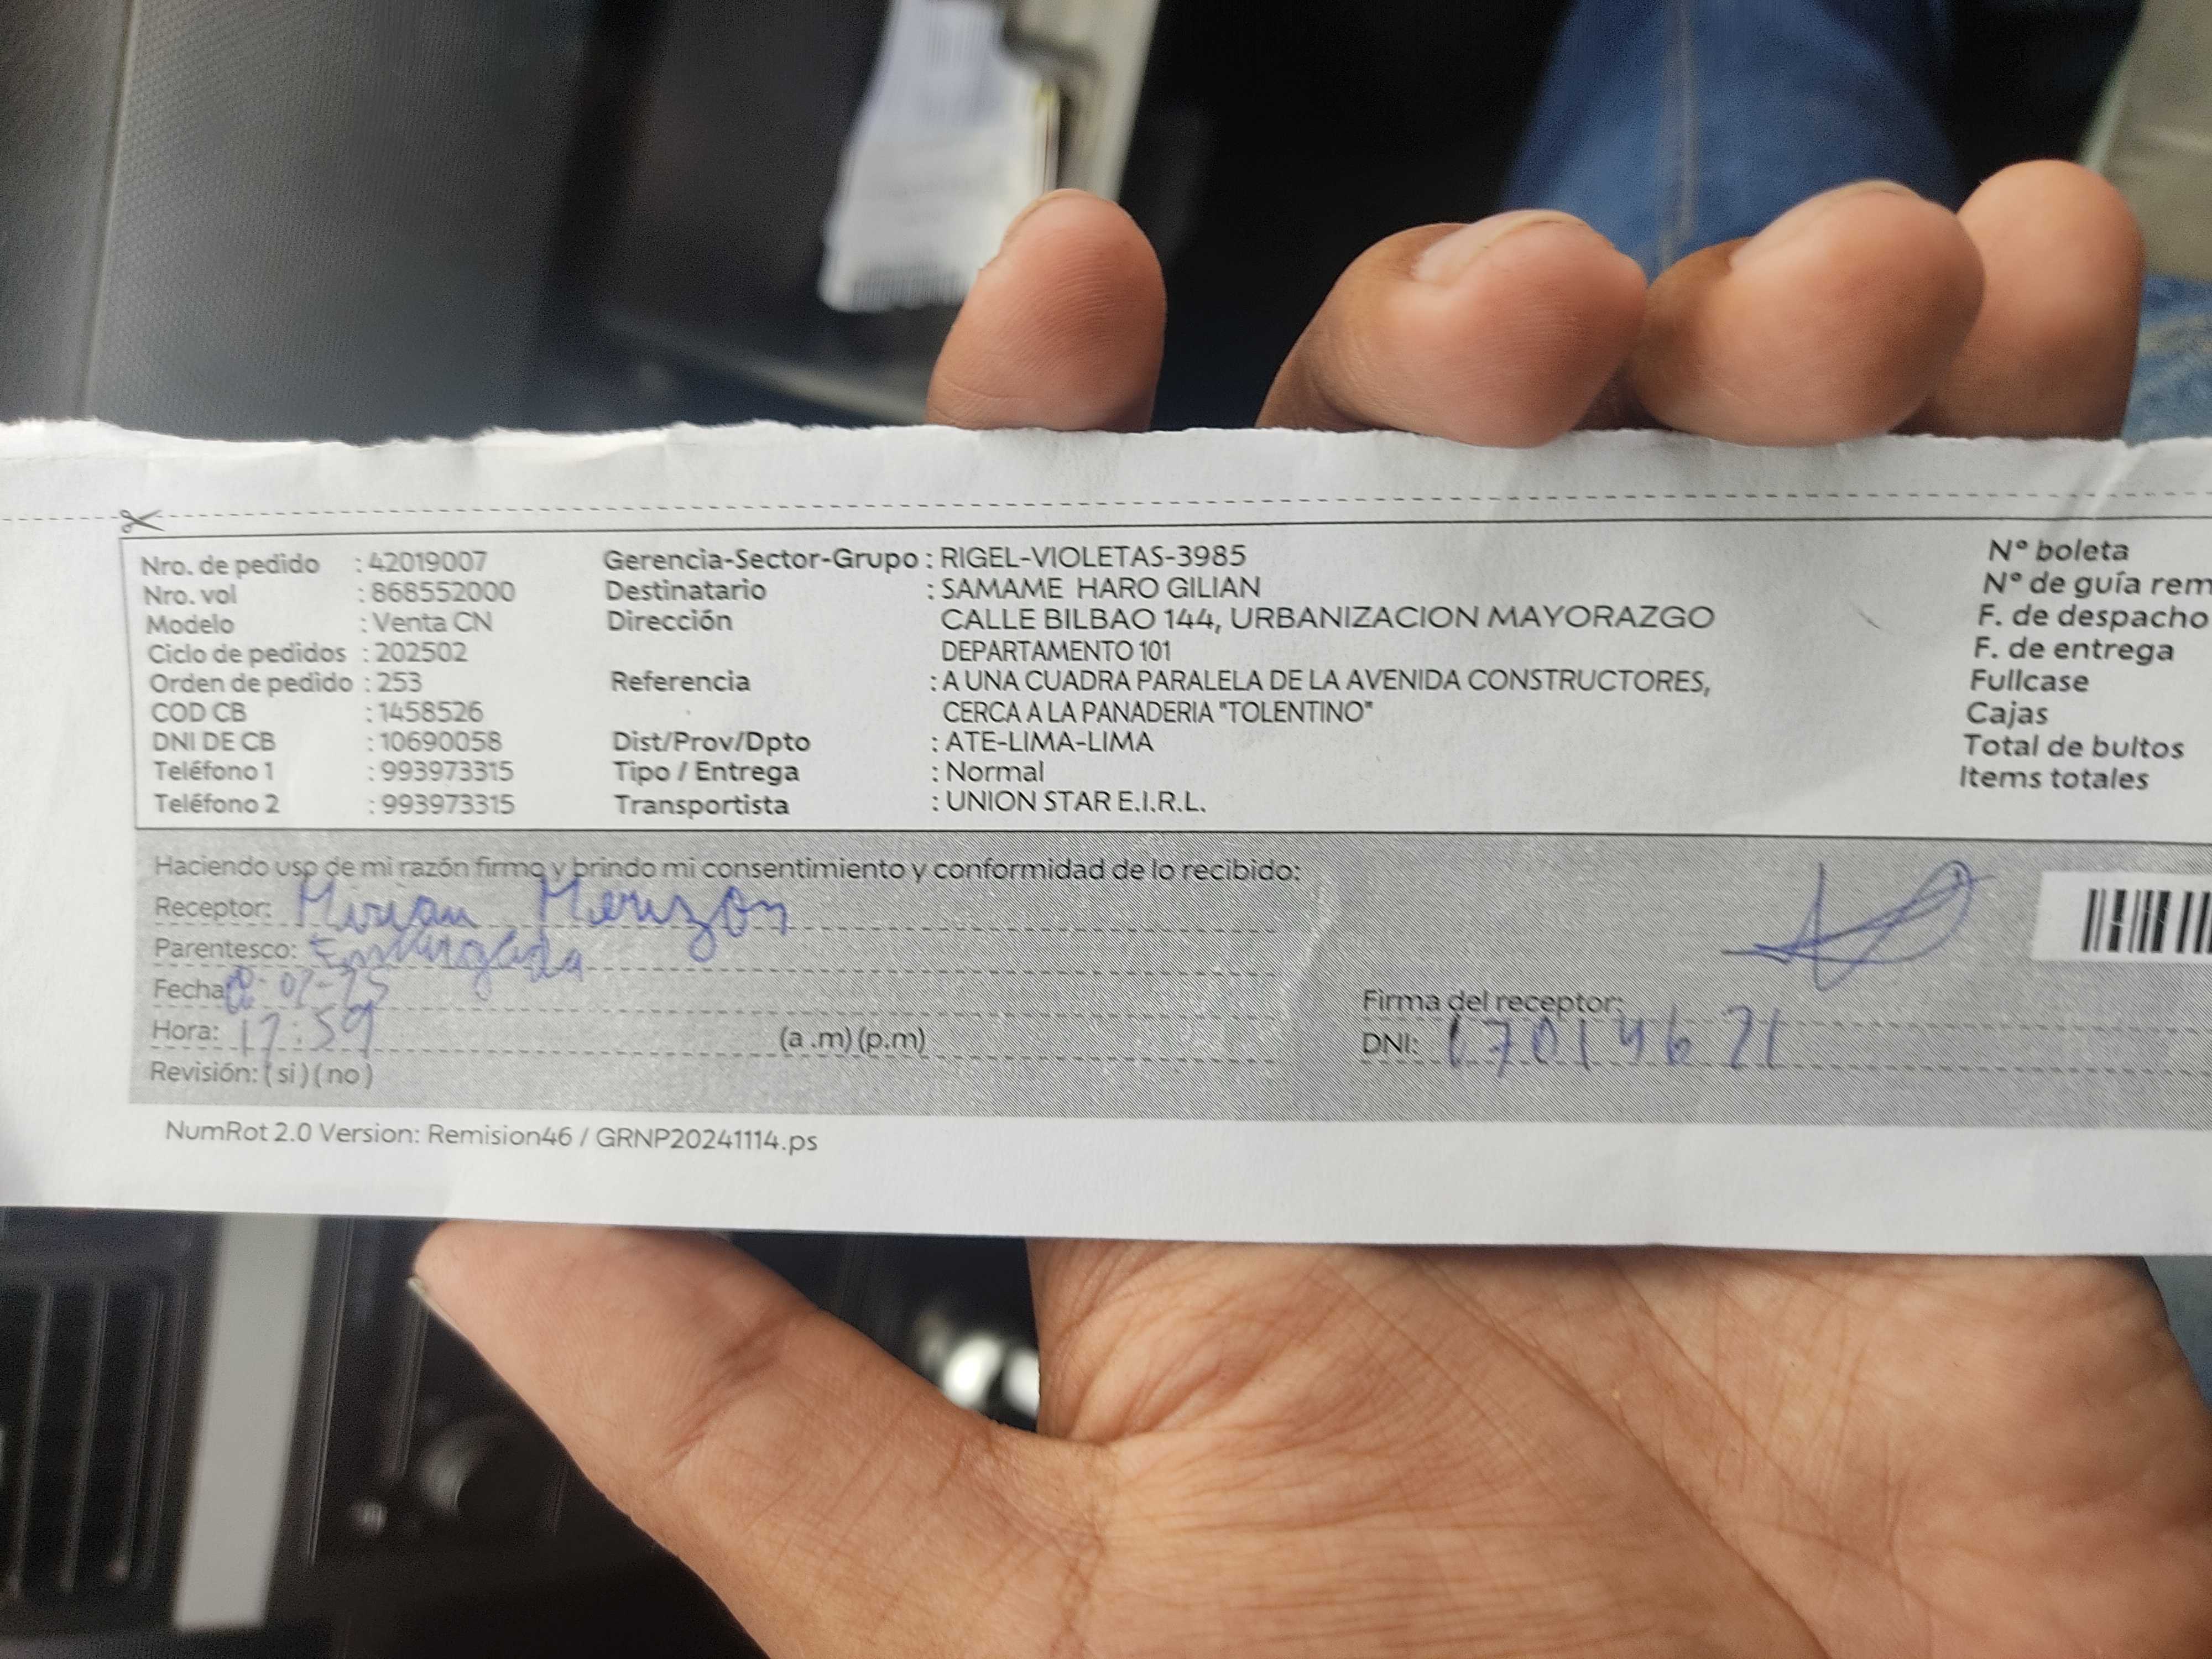 Nro. de pedido : 42019007 Gerencia-Sector-Grupo : RIGEL-VIOLETAS-3985 N° boleta
Nro. vol : 868552000 Destinatario : SAMAME HARO GILIAN N° de guía rem
Modelo : Venta CN Dirección CALLE BILBAO 144, URBANIZACION MAYORAZGO F. de despacho
Ciclo de pedidos : 202502 DEPARTAMENTO 101 F. de entrega
Orden de pedido : 253 Referencia : A UNA CUADRA PARALELA DE LA AVENIDA CONSTRUCTORES, Fullcase
COD CB : 1458526 CERCA A LA PANADERIA "TOLENTINO" Cajas
DNI DE CB : 10690058 Dist/Prov/Dpto : ATE-LIMA-LIMA Total de bultos
Teléfono 1 : 993973315 Tipo / Entrega : Normal Items totales
Teléfono 2 : 993973315 Transportista : UNION STAR E.I.R.L.
Haciendo uso de mi razón firmo y brindo mi consentimiento y conformidad de lo recibido:
Receptor: Mirian
Parentesco:
Fecha
Firma del receptor:
Hora: 17:59 (a .m) (p.m) DNI:
Revisión: ( si ) ( no )
NumRot 2.0 Version: Remision46 / GRNP20241114.ps